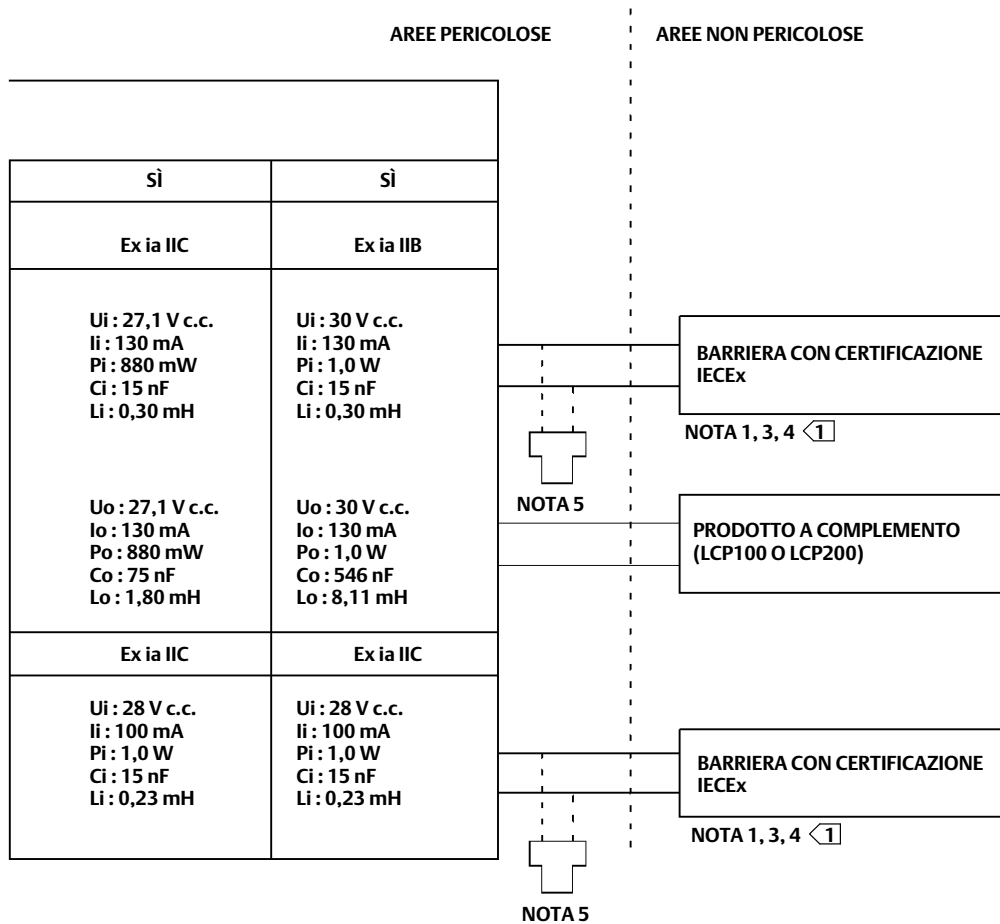 AREE PERICOLOSE
AREE NON PERICOLOSE
SÌ
SÌ
Ex ia IIC
Ex ia IIB
Ui : 27,1 V c.c.
Ii : 130 mA
Pi : 880 mW
Ci : 15 nF
Li : 0,30 mH
Ui : 30 V c.c.
Ii : 130 mA
Pi : 1,0 W
Ci : 15 nF
Li : 0,30 mH
BARRIERA CON CERTIFICAZIONE
IECEx
NOTA 1, 3, 4 1
NOTA 5
Uo : 27,1 V c.c.
Io : 130 mA
Po : 880 mW
Co : 75 nF
Lo : 1,80 mH
Uo : 30 V c.c.
Io : 130 mA
Po : 1,0 W
Co : 546 nF
Lo : 8,11 mH
PRODOTTO A COMPLEMENTO
(LCP100 O LCP200)
Ex ia IIC
Ex ia IIC
Ui : 28 V c.c.
Ii : 100 mA
Pi : 1,0 W
Ci : 15 nF
Li : 0,23 mH
Ui : 28 V c.c.
Ii : 100 mA
Pi : 1,0 W
Ci : 15 nF
Li : 0,23 mH
BARRIERA CON CERTIFICAZIONE
IECEx
NOTA 1, 3, 4 1
NOTA 5